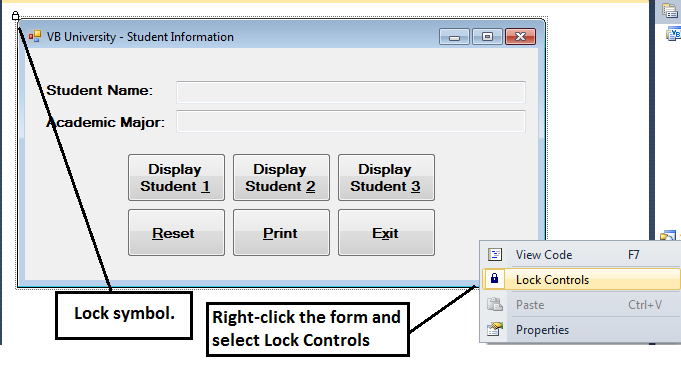 VB University - Student Information
Student Name:
Academic Major:
Display
Student 1
Display
Student 2
Display
Student 3
Reset
Print
Exit
View Code F7
Lock Controls
Paste Ctrl+V
Properties
Lock symbol.
Right-click the form and
select Lock Controls